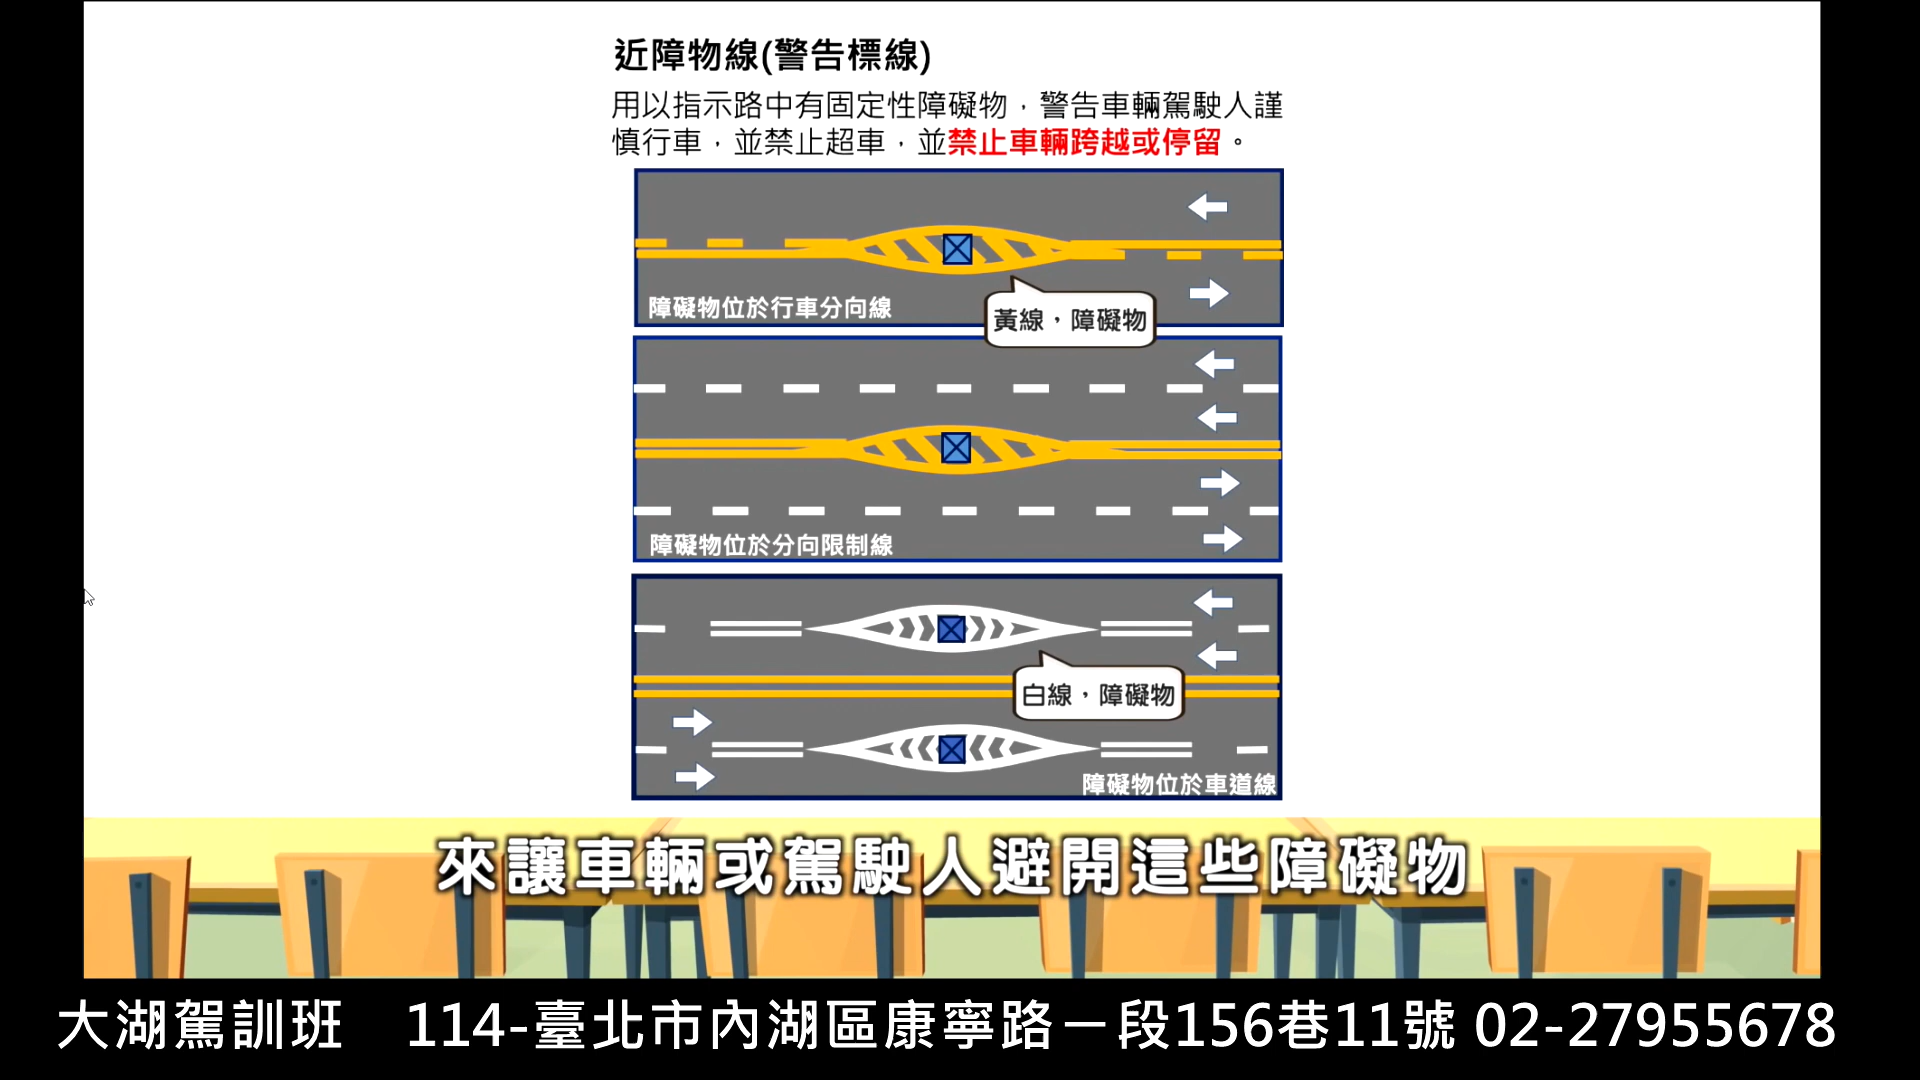 近障物線(警告標線)
用以指示路中有固定性障礙物，警告車輛駕駛人謹
慎行車，並禁止超車，並禁止車輛跨越或停留。
障礙物位於行車分向線
黃線，障礙物
障礙物位於分向限制線
白線，障礙物
障礙物位於車道線
來讓車輛或駕駛人避開這些障礙物
大湖駕訓班 114-臺北市內湖區康寧路一段156巷11號 02-27955678